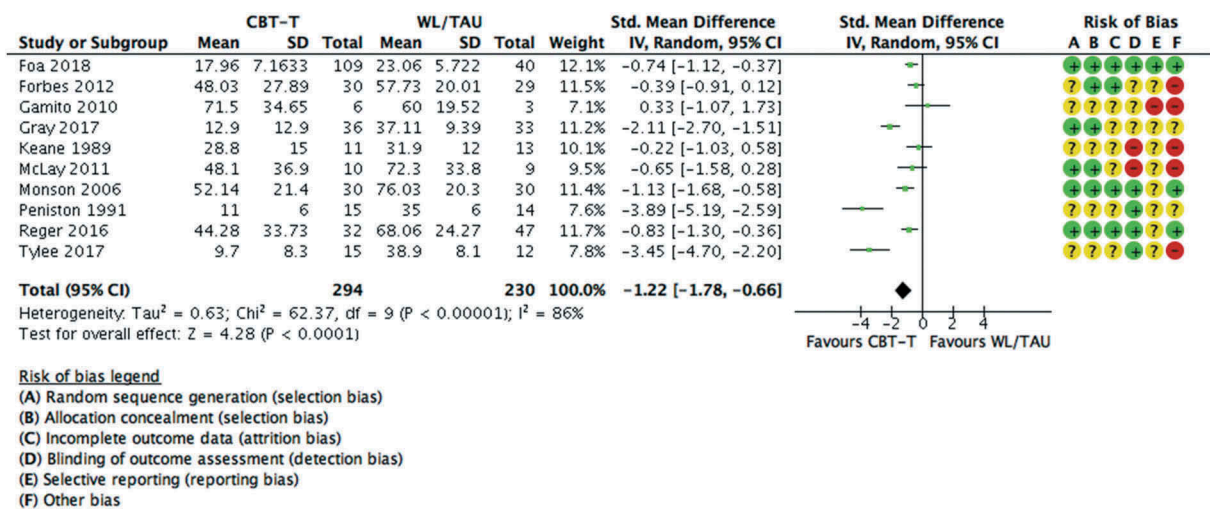 CBT-T WL/TAU Std. Mean Difference Std. Mean Difference Risk of Bias
Study or Subgroup Mean SD Total Mean SD Total Weight IV, Random, 95% CI IV, Random, 95% CI A B C D E F
Foa 2018 17.96 7.1633 109 23.06 5.722 40 12.1% -0.74 [-1.12, -0.37] + + + + + +
Forbes 2012 48.03 27.89 30 57.73 20.01 29 11.5% -0.39 [-0.91, 0.12] ? + + ? ? -
Gamito 2010 71.5 34.65 6 60 19.52 3 7.1% 0.33 [-1.07, 1.73] ? ? ? ? - -
Gray 2017 12.9 12.9 36 37.11 9.39 33 11.2% -2.11 [-2.70, -1.51] + + ? ? ? ?
Keane 1989 28.8 15 11 31.9 12 13 10.1% -0.22 [-1.03, 0.58] ? ? ? - ? -
McLay 2011 48.1 36.9 10 72.3 33.8 9 9.5% -0.65 [-1.58, 0.28] + + ? - ? -
Monson 2006 52.14 21.4 30 76.03 20.3 30 11.4% -1.13 [-1.68, -0.58] + + + + ? +
Peniston 1991 11 6 15 35 6 14 7.6% -3.89 [-5.19, -2.59] ? ? ? + ? ?
Reger 2016 44.28 33.73 32 68.06 24.27 47 11.7% -0.83 [-1.30, -0.36] + + + + ? +
Tylee 2017 9.7 8.3 15 38.9 8.1 12 7.8% -3.45 [-4.70, -2.20] ? ? ? + ? -
Total (95% CI) 294 230 100.0% -1.22 [-1.78, -0.66]
Heterogeneity: Tau² = 0.63; Chi² = 62.37, df = 9 (P < 0.00001); I² = 86%
Test for overall effect: Z = 4.28 (P < 0.0001)
-4 -2 0 2 4
Favours CBT-T Favours WL/TAU
Risk of bias legend
(A) Random sequence generation (selection bias)
(B) Allocation concealment (selection bias)
(C) Incomplete outcome data (attrition bias)
(D) Blinding of outcome assessment (detection bias)
(E) Selective reporting (reporting bias)
(F) Other bias